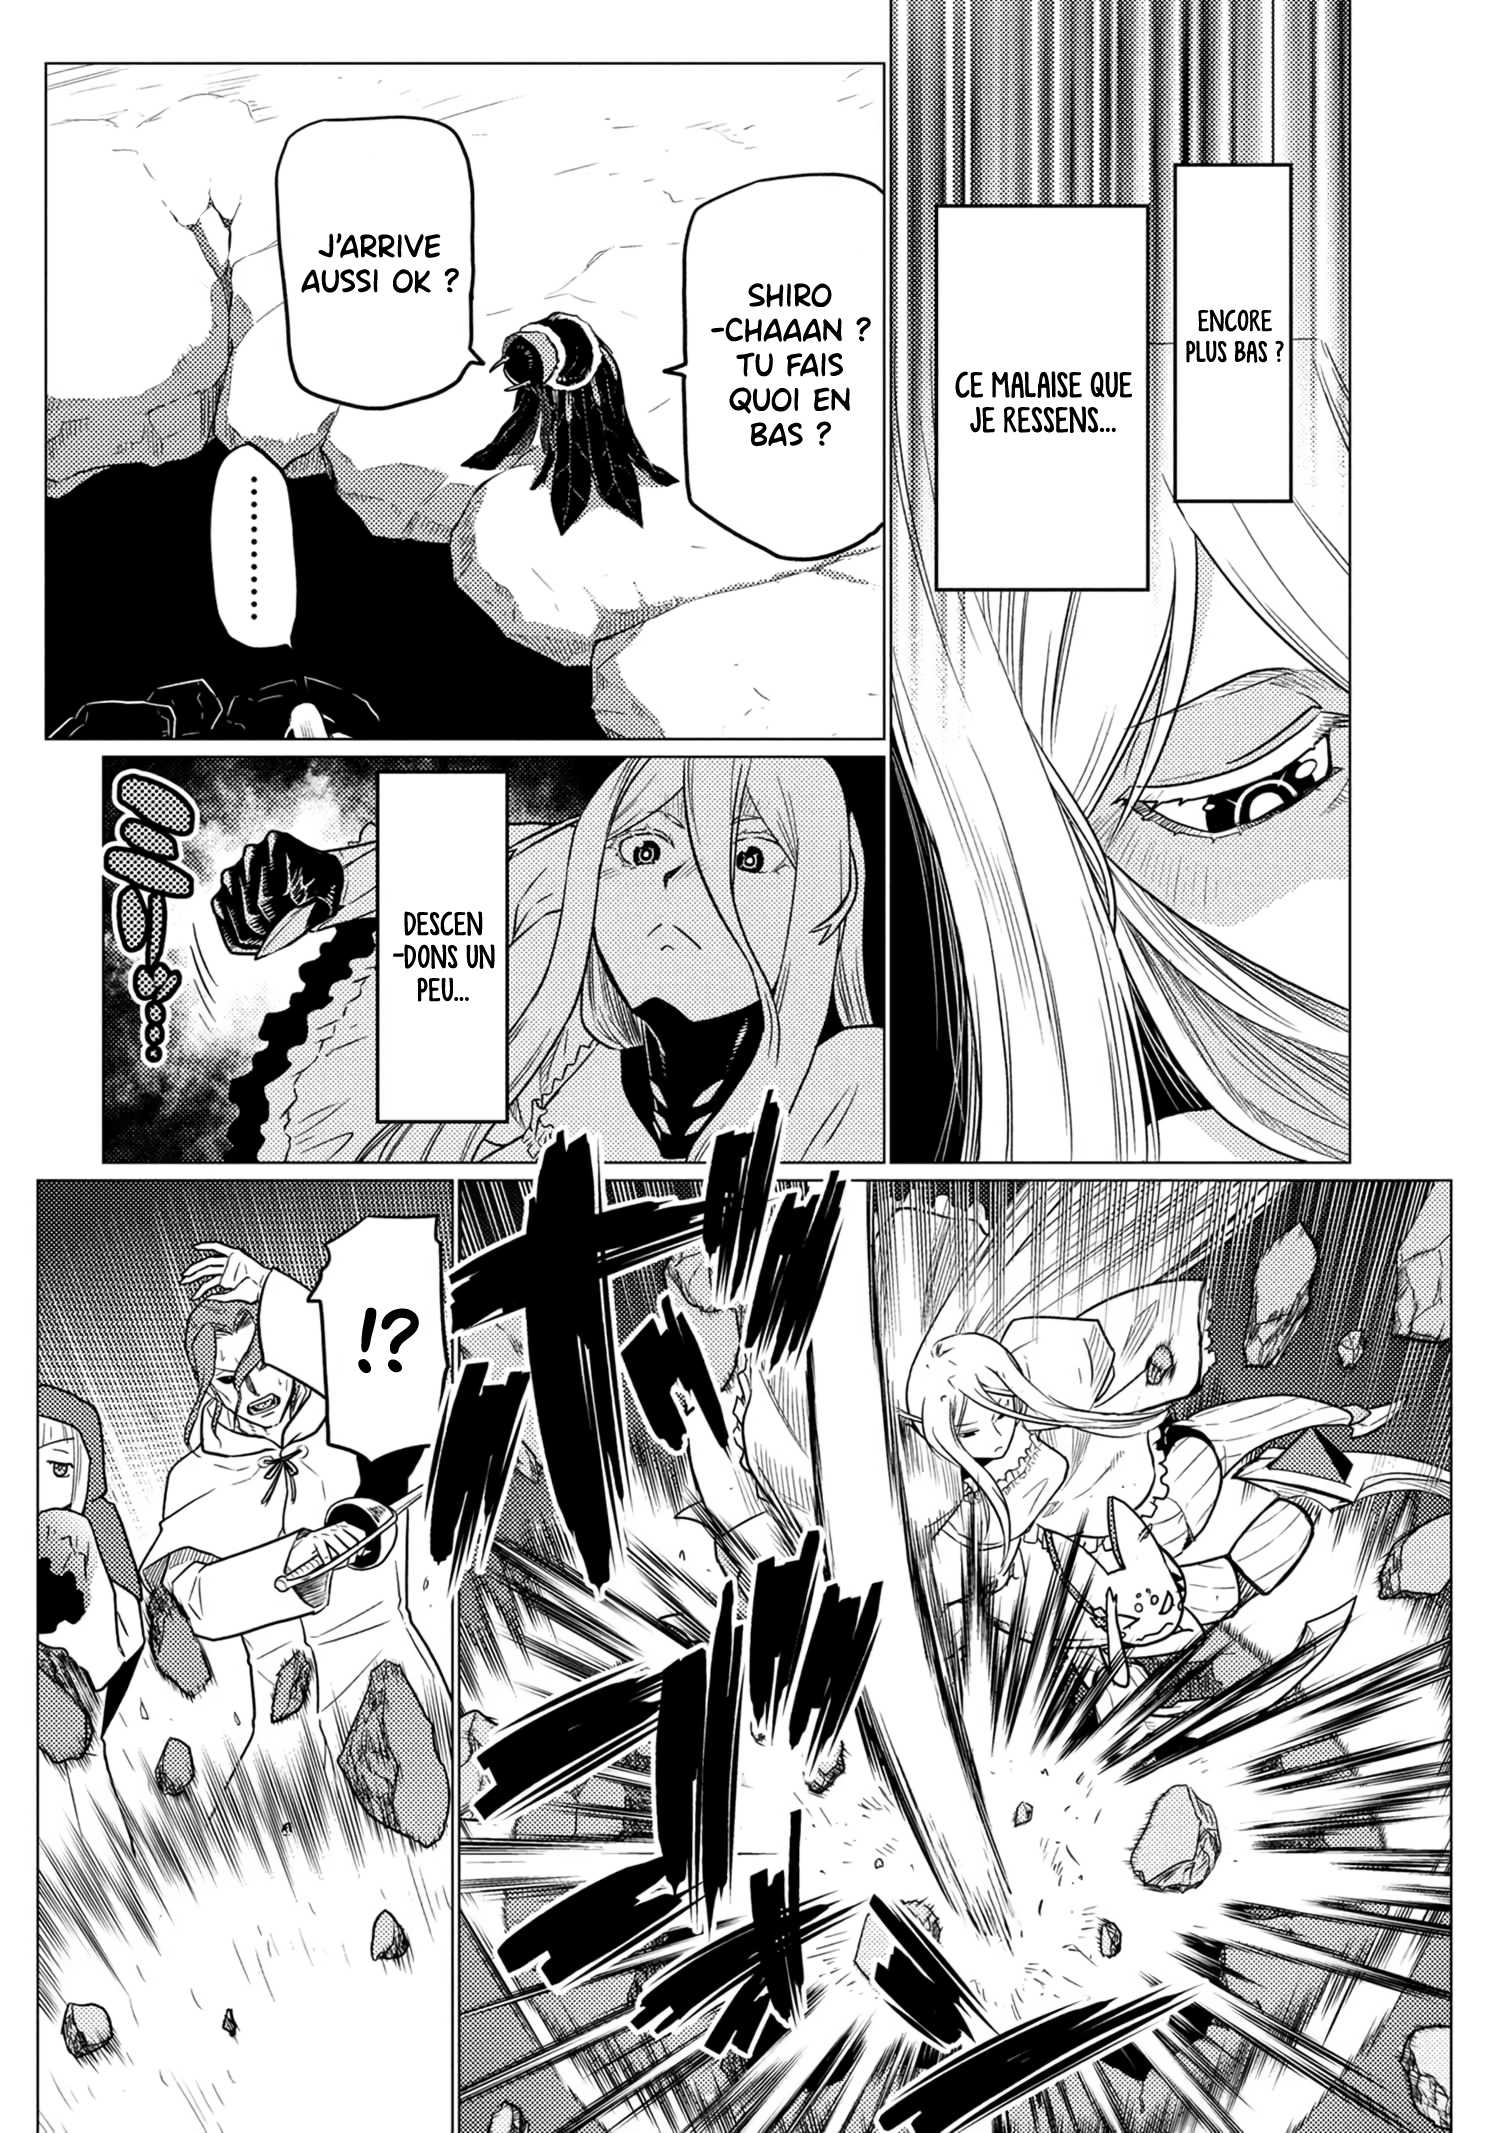 ENCORE
PLUS BAS ?
CE MALAISE QUE
JE RESSENS...
SHIRO
-CHAAAN ?
TU FAIS
QUOI EN
BAS ?
J'ARRIVE
AUSSI OK ?
............
DESCEN
-DONS UN
PEU...
!?